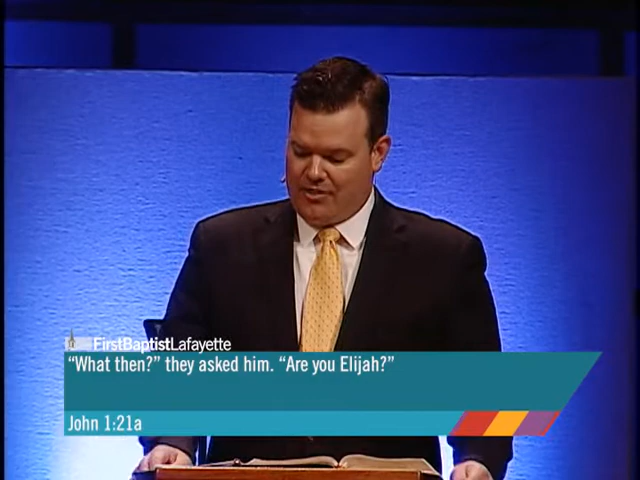 FirstBaptistLafayette
“What then?” they asked him. “Are you Elijah?”
John 1:21a